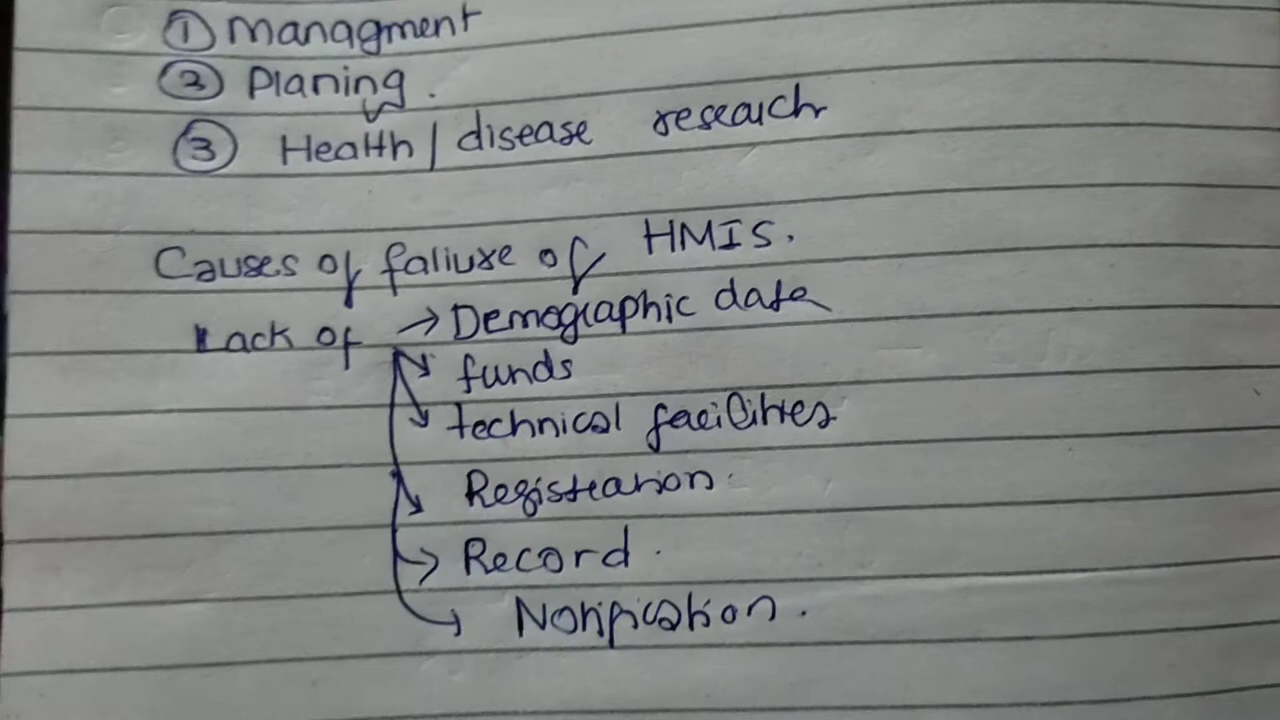 ① Managment
② Planing.
③ Health/disease research
Causes of faliure of HMIS.
Lack of → Demographic data
↘ funds
↘ technical facilities
↘ Registration.
→ Record.
→ Notification.